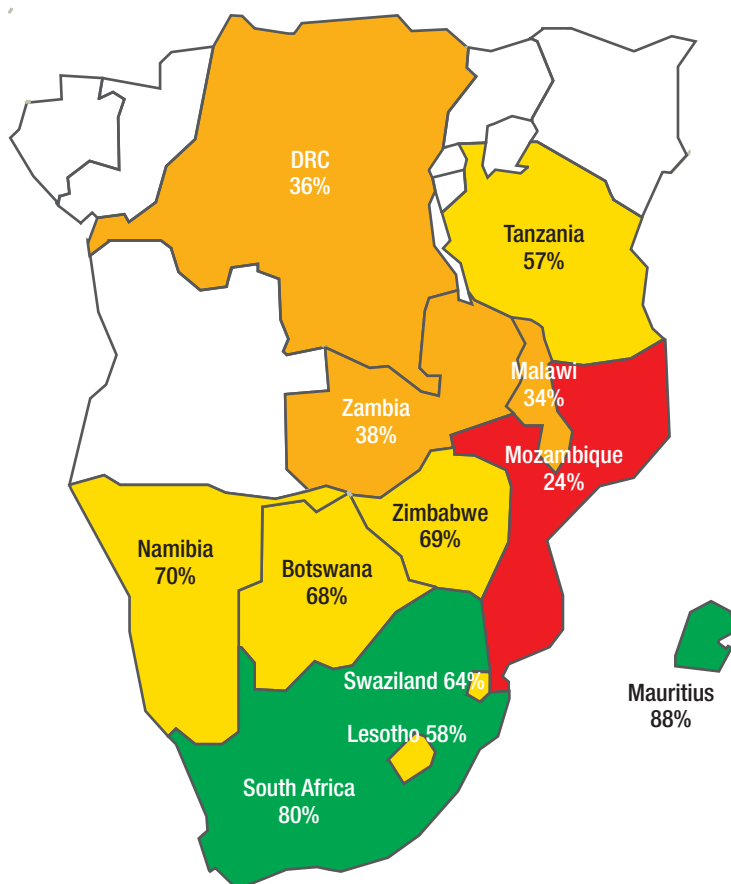 DRC
36%
Tanzania
57%
Malawi
34%
Zambia
38%
Mozambique
24%
Zimbabwe
69%
Namibia
70%
Botswana
68%
Swaziland 64%
Mauritius
88%
Lesotho 58%
South Africa
80%